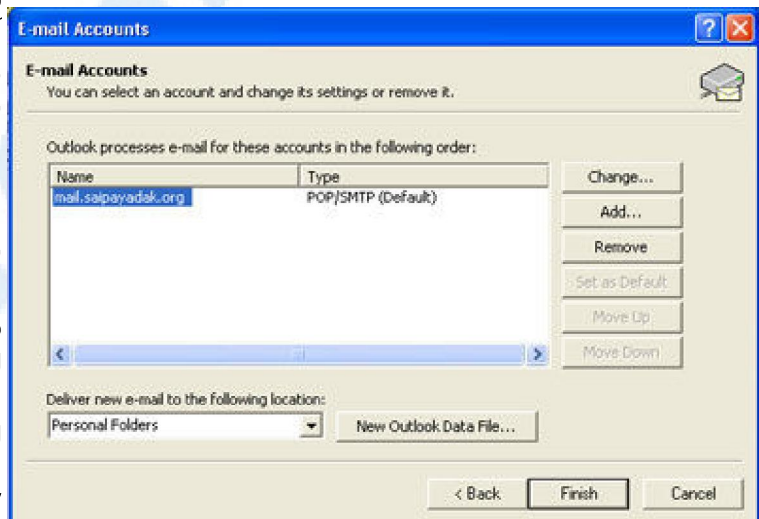 E-mail Accounts
E-mail Accounts
You can select an account and change its settings or remove it.
Outlook processes e-mail for these accounts in the following order:
Name Type
mail.saipayadak.org POP/SMTP (Default)
Change...
Add...
Remove
Set as Default
Move Up
Move Down
Deliver new e-mail to the following location:
Personal Folders New Outlook Data File...
< Back Finish Cancel